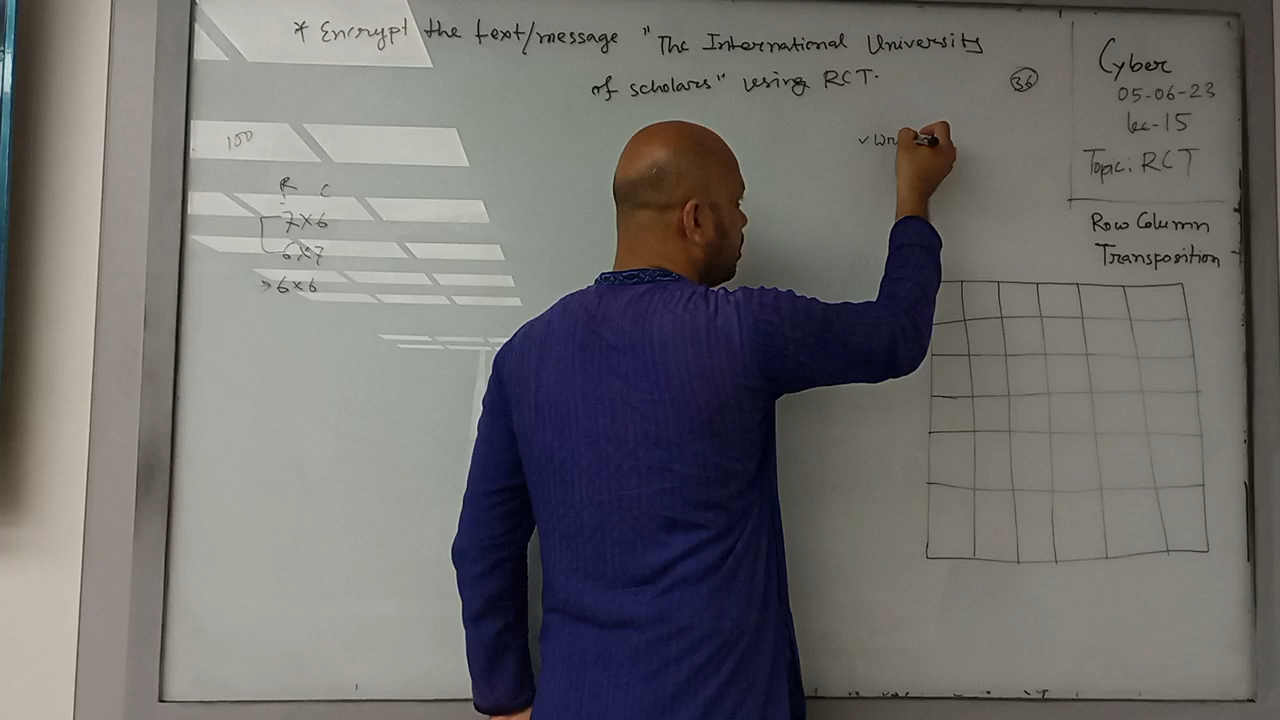 * Encrypt the text/message "The International University
of scholars" using RCT.
36
Cyber
05-06-23
Lec-15
Topic: RCT
Row Column
Transposition
100
R C
7×6
6×7
>6×6
✓ Wr